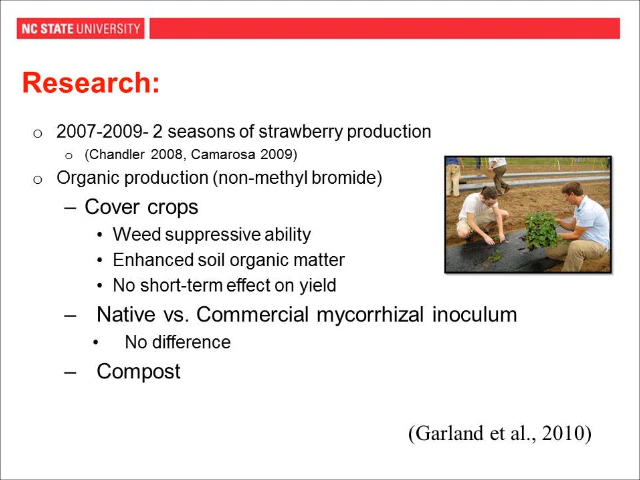 NC STATE UNIVERSITY
Research:
o 2007-2009- 2 seasons of strawberry production
o (Chandler 2008, Camarosa 2009)
o Organic production (non-methyl bromide)
– Cover crops
• Weed suppressive ability
• Enhanced soil organic matter
• No short-term effect on yield
– Native vs. Commercial mycorrhizal inoculum
• No difference
– Compost
(Garland et al., 2010)